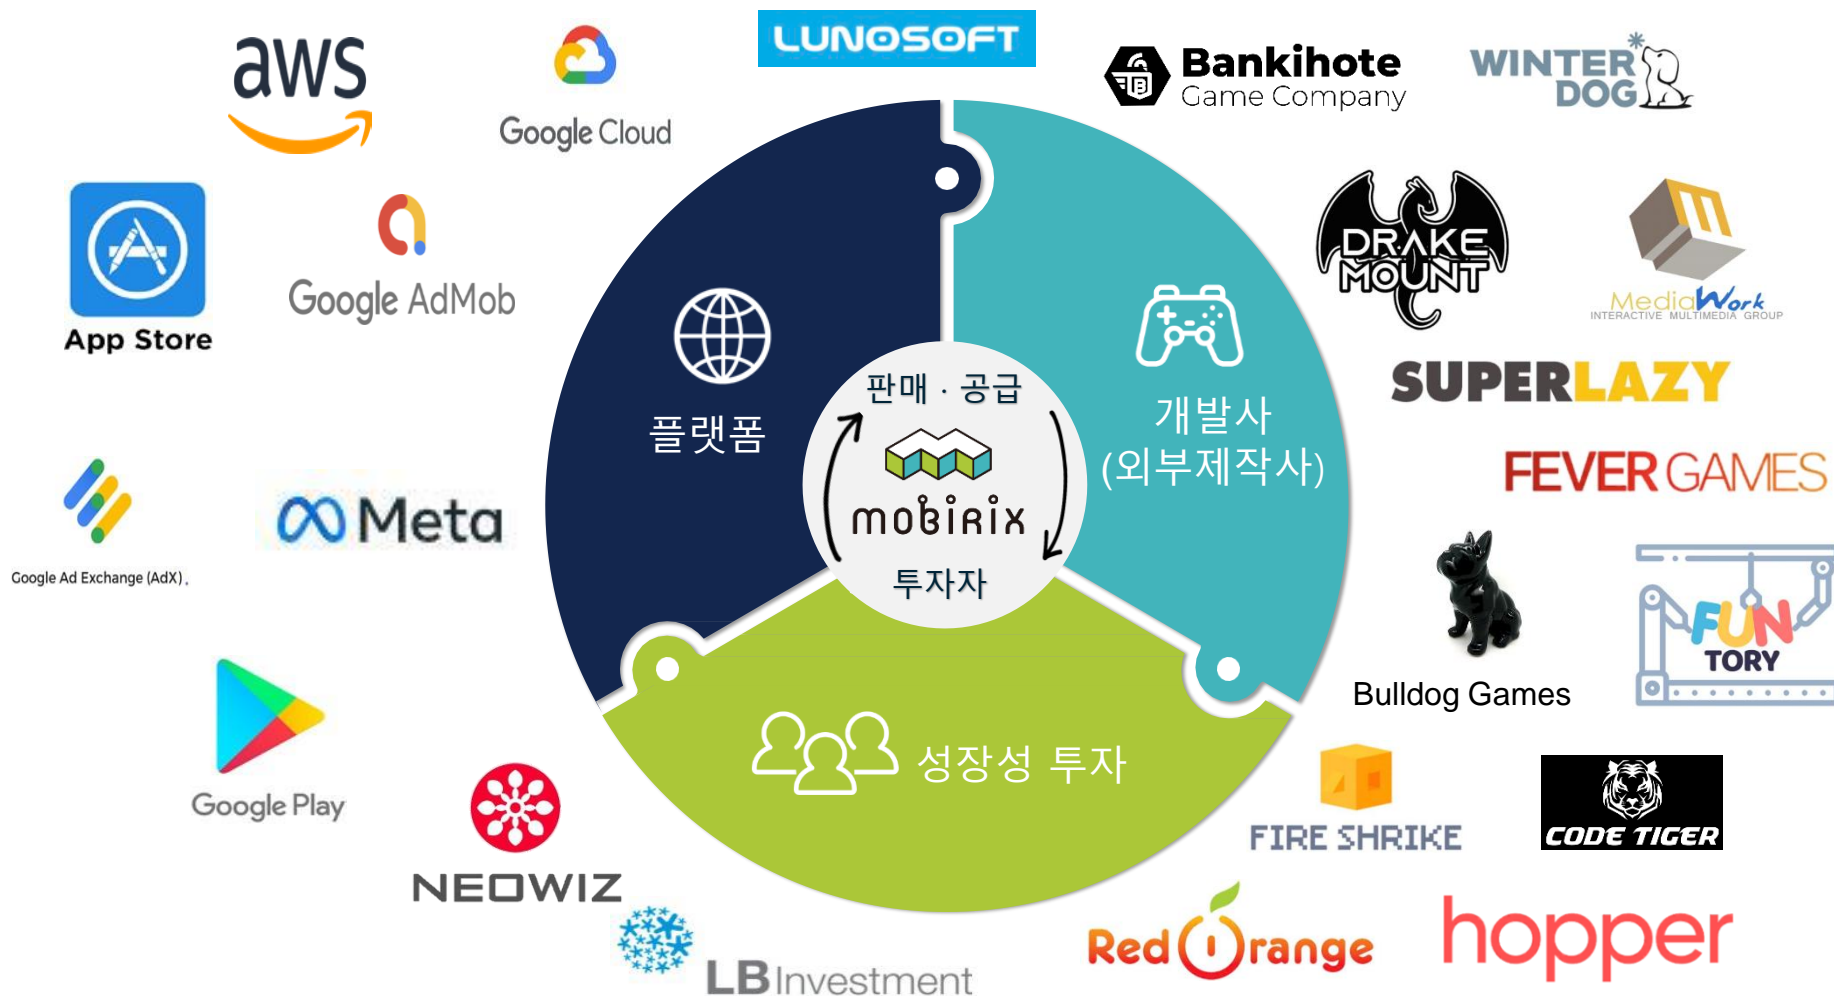 LUNOSOFT
aws
Google Cloud
Bankihote
Game Company
WINTER
DOG
App Store
Google AdMob
DRAKE
MOUNT
MediaWork
INTERACTIVE MULTIMEDIA GROUP
SUPERLAZY
플랫폼
판매 · 공급
mobirix
투자자
개발사
(외부제작사)
FEVER GAMES
Google Ad Exchange (AdX) .
Meta
Bulldog Games
FUN
TORY
Google Play
성장성 투자
FIRE SHRIKE
CODE TIGER
NEOWIZ
LB Investment
Red Orange
hopper